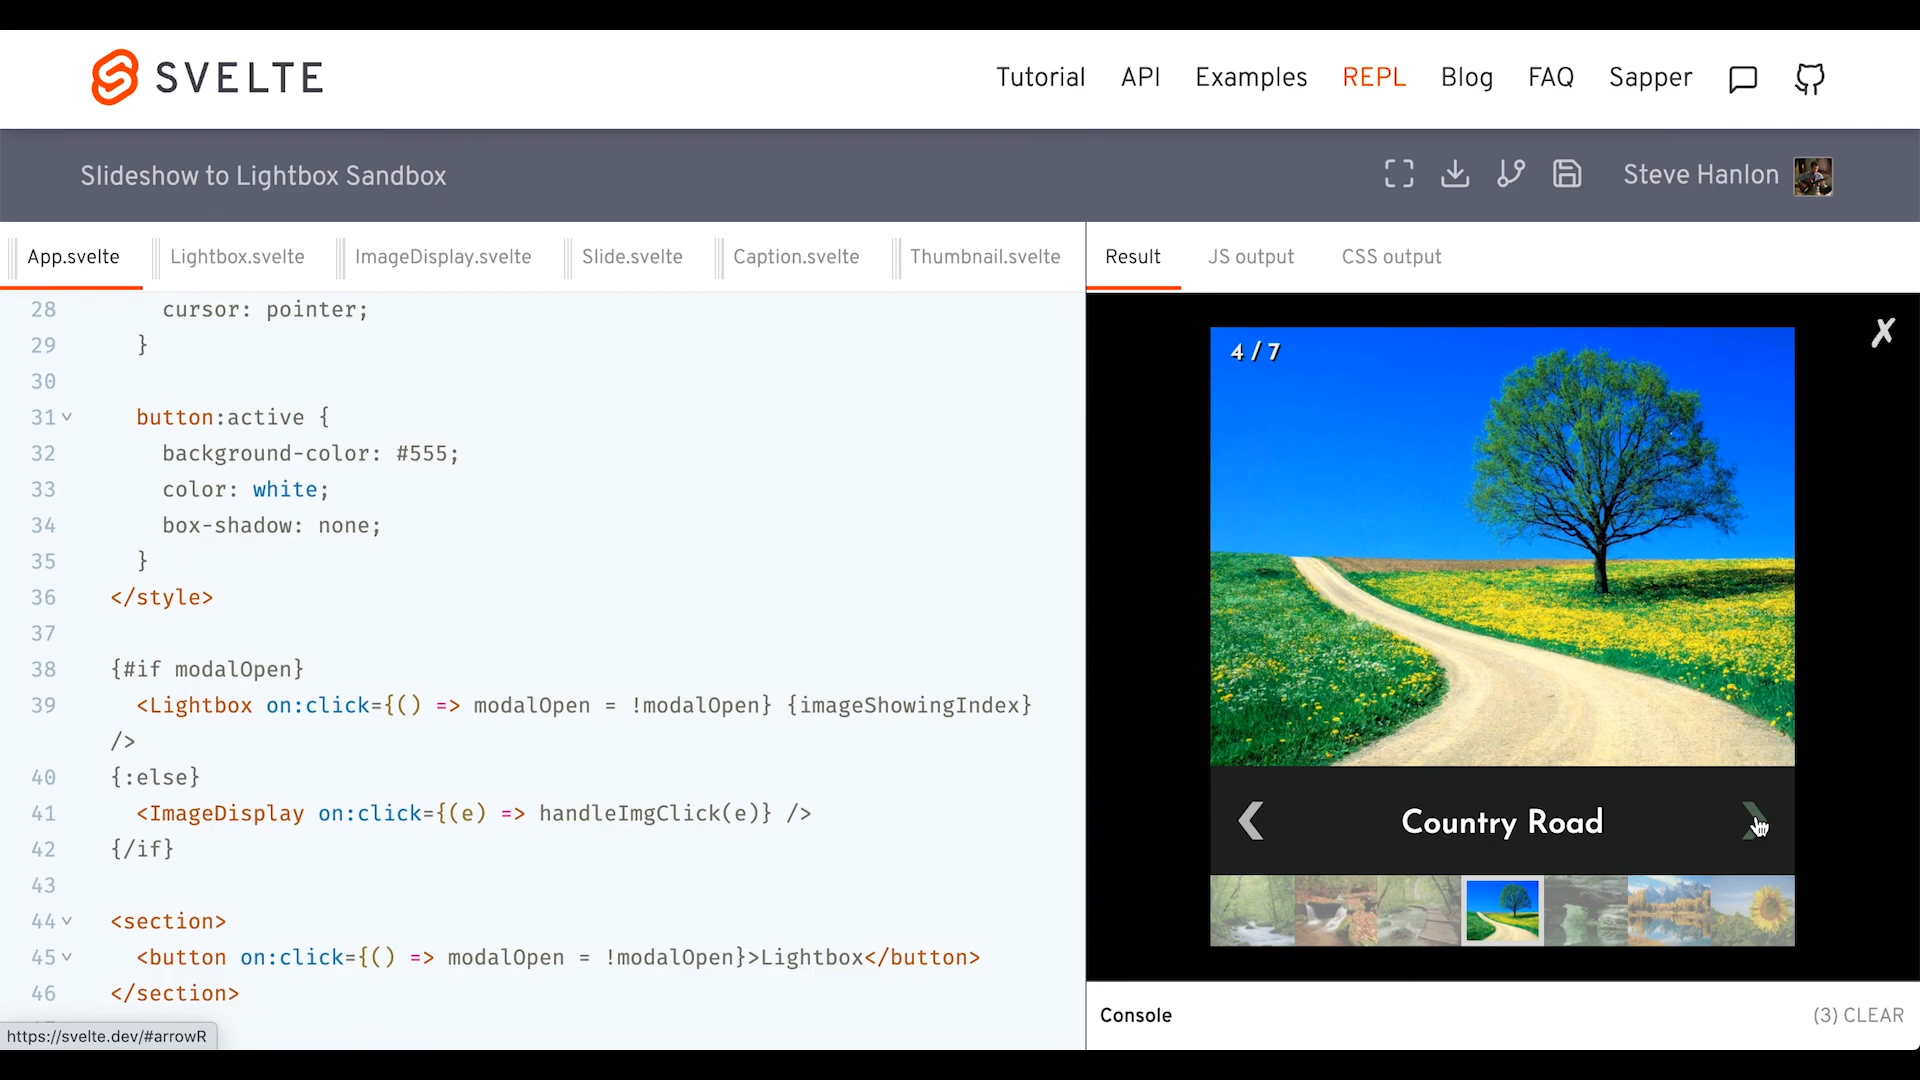 SVELTE
Tutorial API Examples REPL Blog FAQ Sapper
Slideshow to Lightbox Sandbox
Steve Hanlon
App.svelte Lightbox.svelte ImageDisplay.svelte Slide.svelte Caption.svelte Thumbnail.svelte
Result JS output CSS output
28 cursor: pointer;
29 }
30
31 button:active {
32 background-color: #555;
33 color: white;
34 box-shadow: none;
35 }
36 </style>
37
38 {#if modalOpen}
39 <Lightbox on:click={() => modalOpen = !modalOpen} {imageShowingIndex}
/>
40 {:else}
41 <ImageDisplay on:click={(e) => handleImgClick(e)} />
42 {/if}
43
44 <section>
45 <button on:click={() => modalOpen = !modalOpen}>Lightbox</button>
46 </section>
https://svelte.dev/#arrowR
4 / 7
✗
❮ Country Road ❯
Console (3) CLEAR